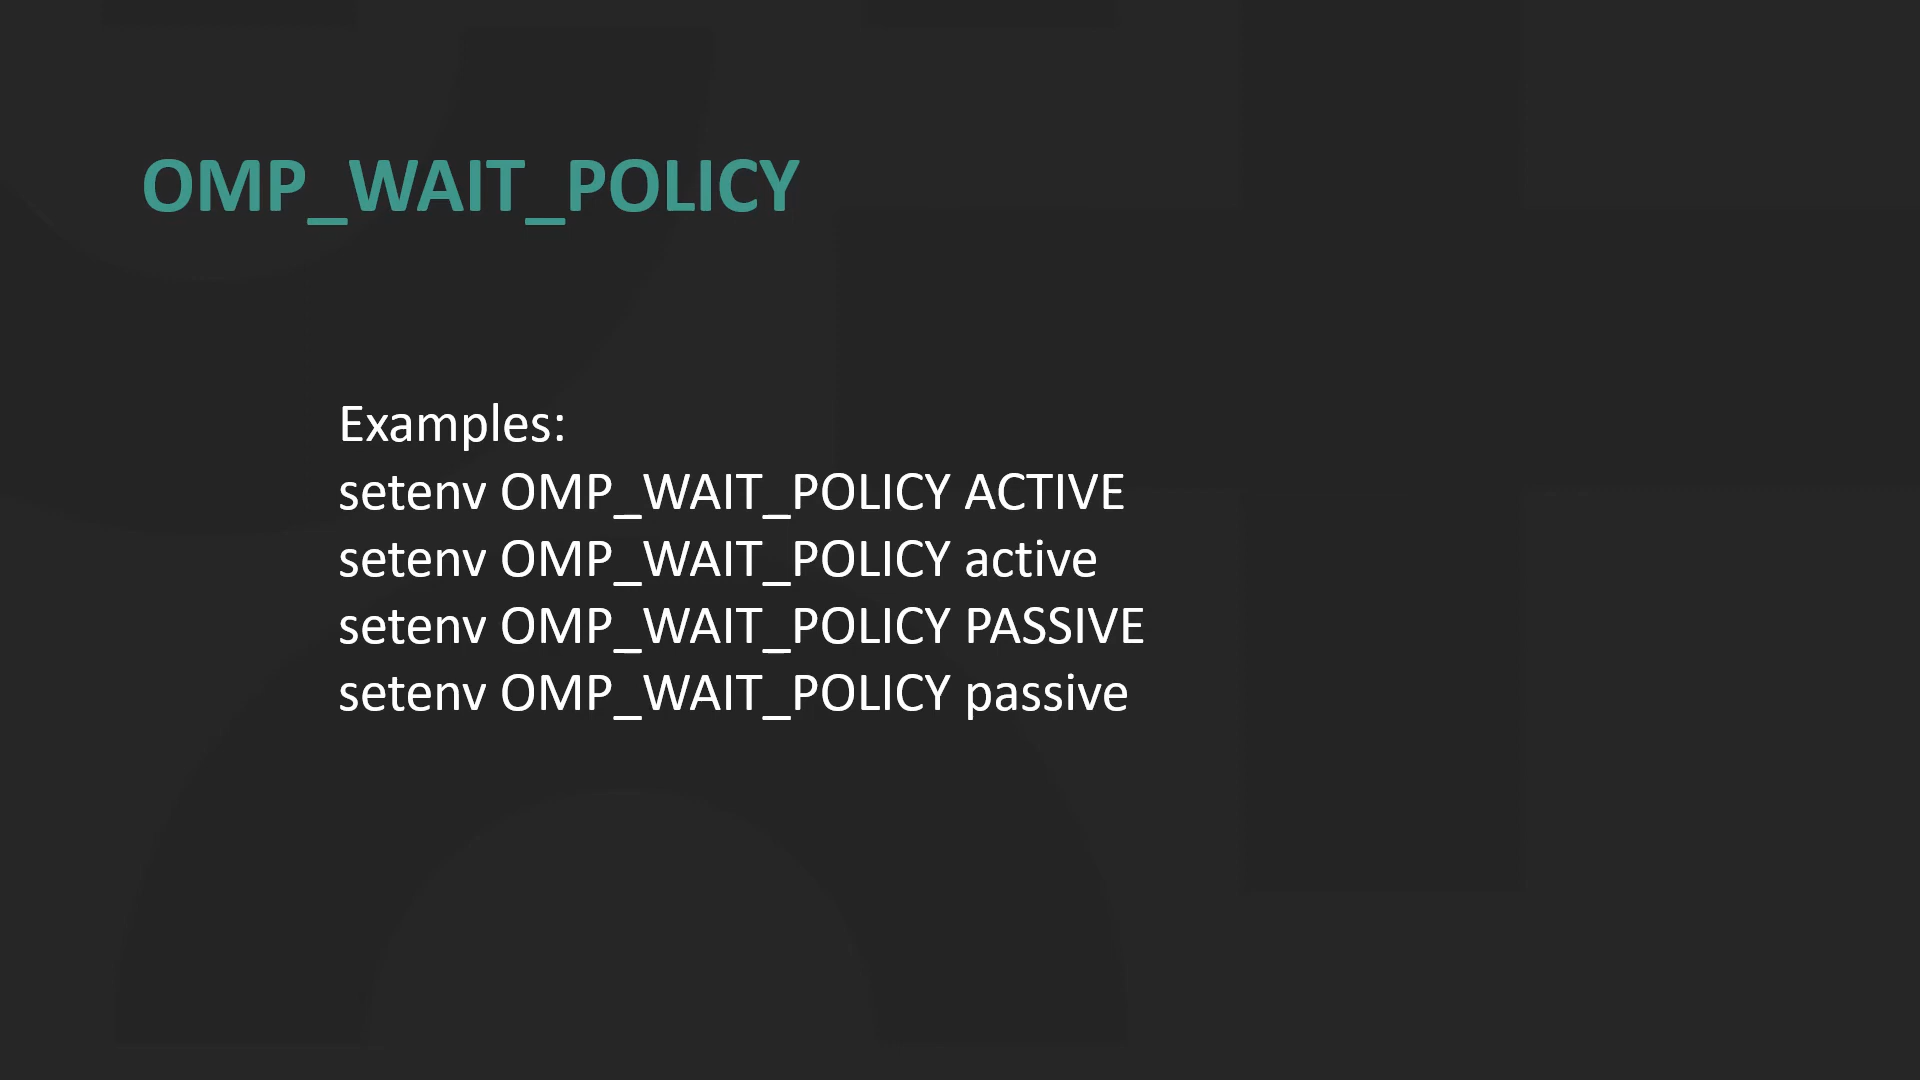 OMP_WAIT_POLICY
Examples:
setenv OMP_WAIT_POLICY ACTIVE
setenv OMP_WAIT_POLICY active
setenv OMP_WAIT_POLICY PASSIVE
setenv OMP_WAIT_POLICY passive